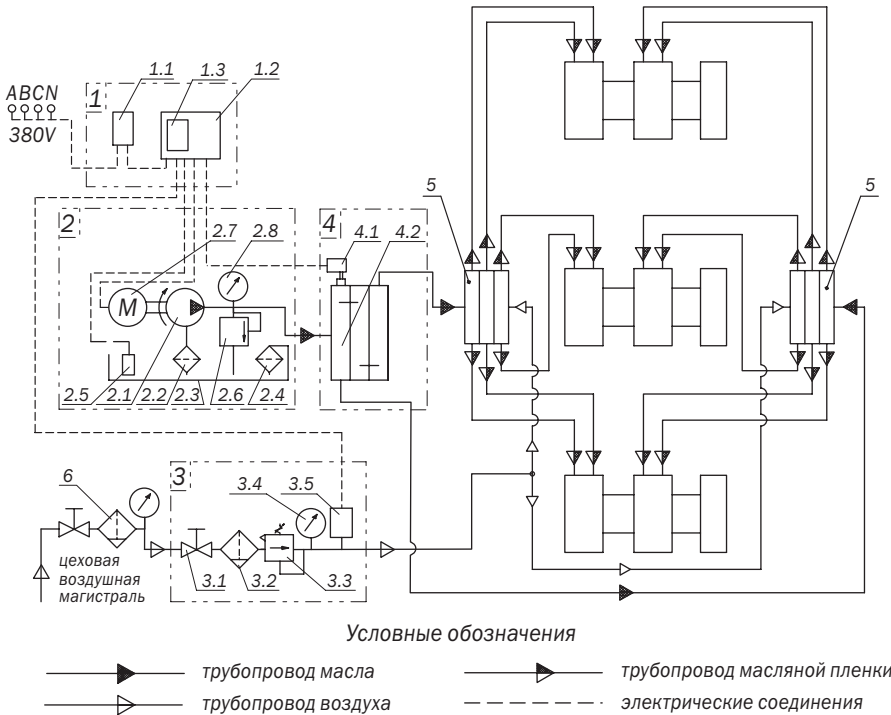 1.1 1.3 1.2
ABCN
380V
1
2
2.7 2.8
M
2.5 2.1 2.2 2.3 2.6 2.4
4
4.1 4.2
5
5
6
3
3.4 3.5
3.1 3.2 3.3
цеховая
воздушная
магистраль
Условные обозначения
трубопровод масла
трубопровод масляной пленки
трубопровод воздуха
электрические соединения